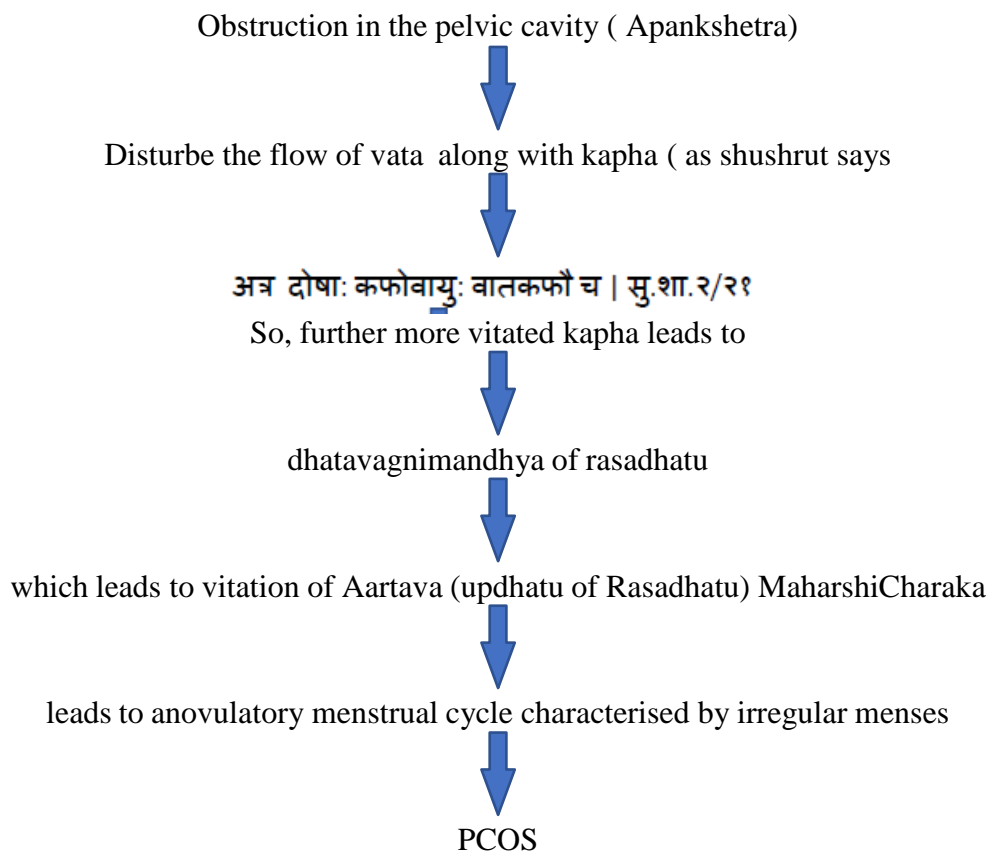 Obstruction in the pelvic cavity ( Apankshetra)
Disturbe the flow of vata along with kapha ( as shushrut says
अत्र दोषा: कफोवायु: वातकफौ च | सु.शा.२/२१
So, further more vitated kapha leads to
dhatavagnimandhya of rasadhatu
which leads to vitation of Aartava (updhatu of Rasadhatu) MaharshiCharaka
leads to anovulatory menstrual cycle characterised by irregular menses
PCOS